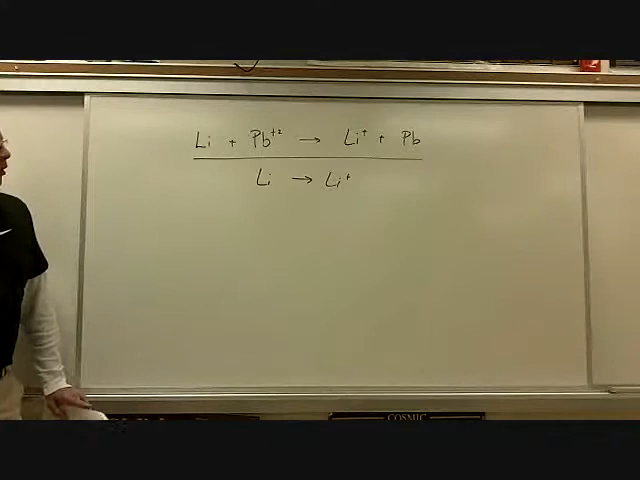 Li + Pb⁺² → Li⁺ + Pb
Li → Li⁺
COSMIC